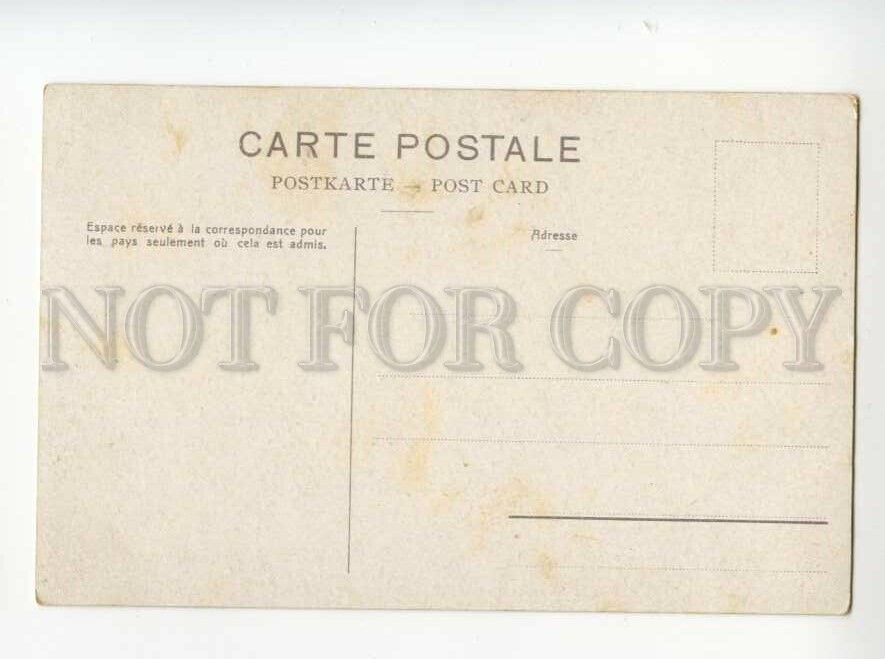 CARTE POSTALE
POSTKARTE – POST CARD
Espace réservé à la correspondance pour
les pays seulement où cela est admis.
Adresse
NOT FOR COPY